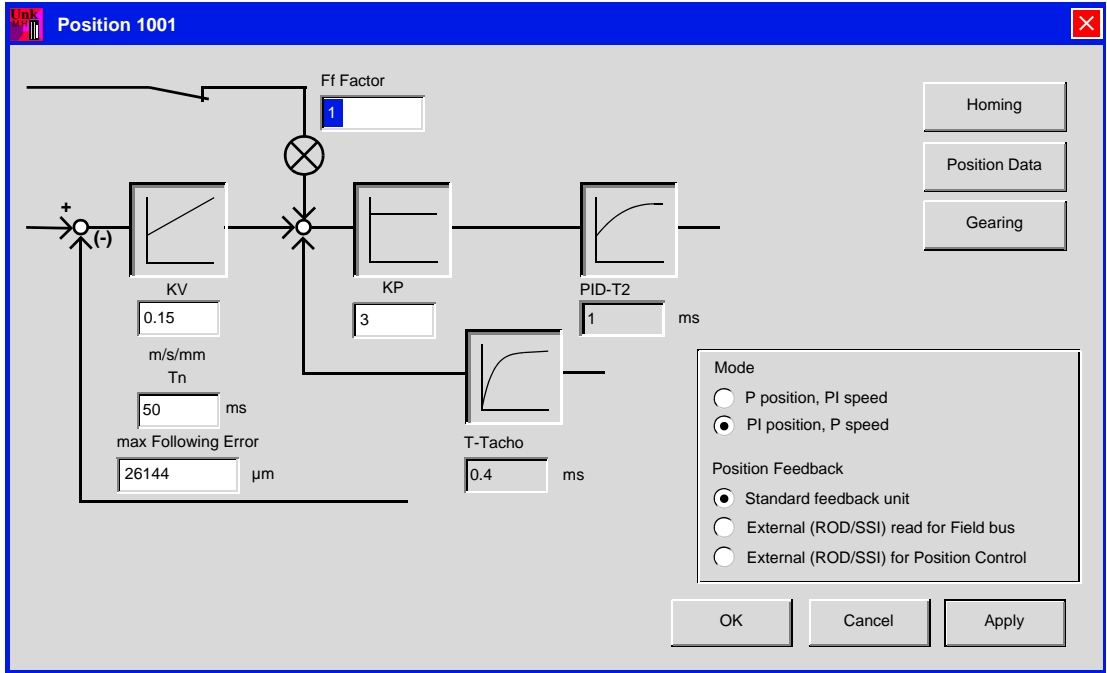 Unk
Position 1001
Ff Factor
1
Homing
Position Data
Gearing
+
(-)
KV
0.15
m/s/mm
Tn
50 ms
max Following Error
26144 µm
KP
3
PID-T2
1 ms
T-Tacho
0.4 ms
Mode
P position, PI speed
PI position, P speed
Position Feedback
Standard feedback unit
External (ROD/SSI) read for Field bus
External (ROD/SSI) for Position Control
OK
Cancel
Apply